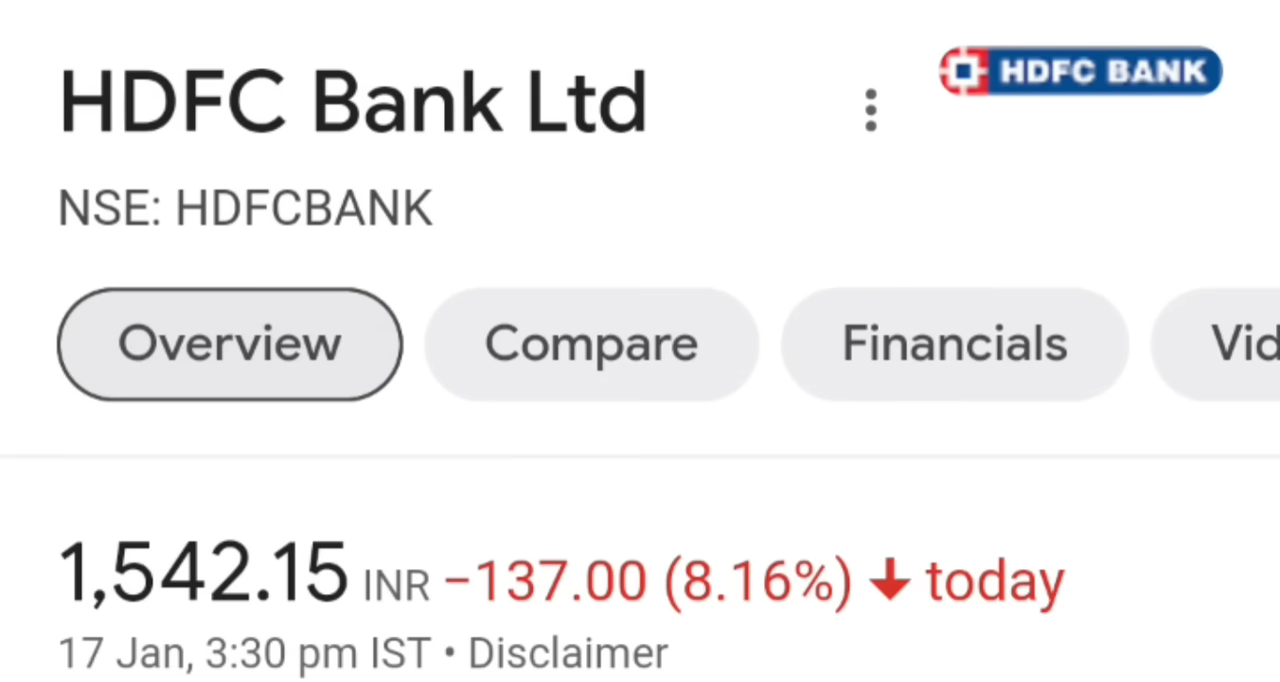 HDFC Bank Ltd
HDFC BANK
NSE: HDFCBANK
Overview Compare Financials
1,542.15 INR −137.00 (8.16%) ↓ today
17 Jan, 3:30 pm IST • Disclaimer